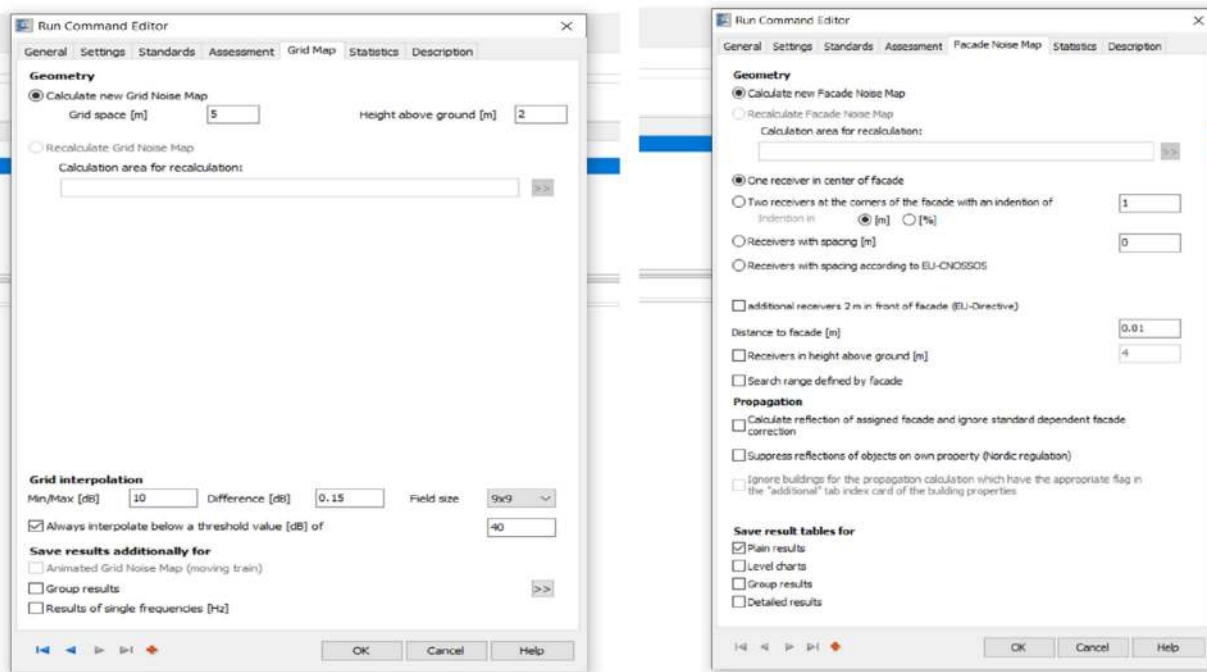 Run Command Editor
General Settings Standards Assessment Grid Map Statistics Description
Geometry
Calculate new Grid Noise Map
Grid space [m] 5 Height above ground [m] 2
Recalculate Grid Noise Map
Calculation area for recalculation:
>>
Grid interpolation
Min/Max [dB] 10 Difference [dB] 0.15 Field size 9x9
Always interpolate below a threshold value [dB] of 40
Save results additionally for
Animated Grid Noise Map (moving train)
Group results >>
Results of single frequencies [Hz]
OK Cancel Help
Run Command Editor
General Settings Standards Assessment Facade Noise Map Statistics Description
Geometry
Calculate new Facade Noise Map
Recalculate Facade Noise Map
Calculation area for recalculation:
>>
One receiver in center of facade
Two receivers at the corners of the facade with an indention of 1
Indention in [m] [%]
Receivers with spacing [m] 0
Receivers with spacing according to EU-CNOSSOS
additional receivers 2 m in front of facade (EU-Directive)
Distance to facade [m] 0.01
Receivers in height above ground [m] 4
Search range defined by facade
Propagation
Calculate reflection of assigned facade and ignore standard dependent facade
correction
Suppress reflections of objects on own property (Nordic regulation)
Ignore buildings for the propagation calculation which have the appropriate flag in
the "additional" tab index card of the building properties
Save result tables for
Plain results
Level charts
Group results
Detailed results
OK Cancel Help